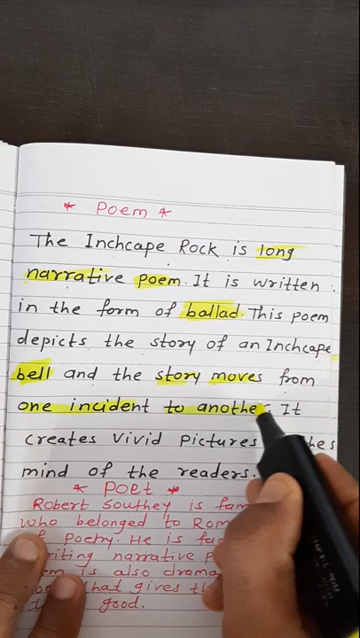 * Poem *
The Inchcape Rock is long
narrative poem. It is written
in the form of ballad. This poem
depicts the story of an Inchcape
bell and the story moves from
one incident to another. It
creates vivid pictures
mind of the readers.
* Poet *
Robert Southey is
who belonged to
of poetry. He is
writing narrative
is also
that gives
good.